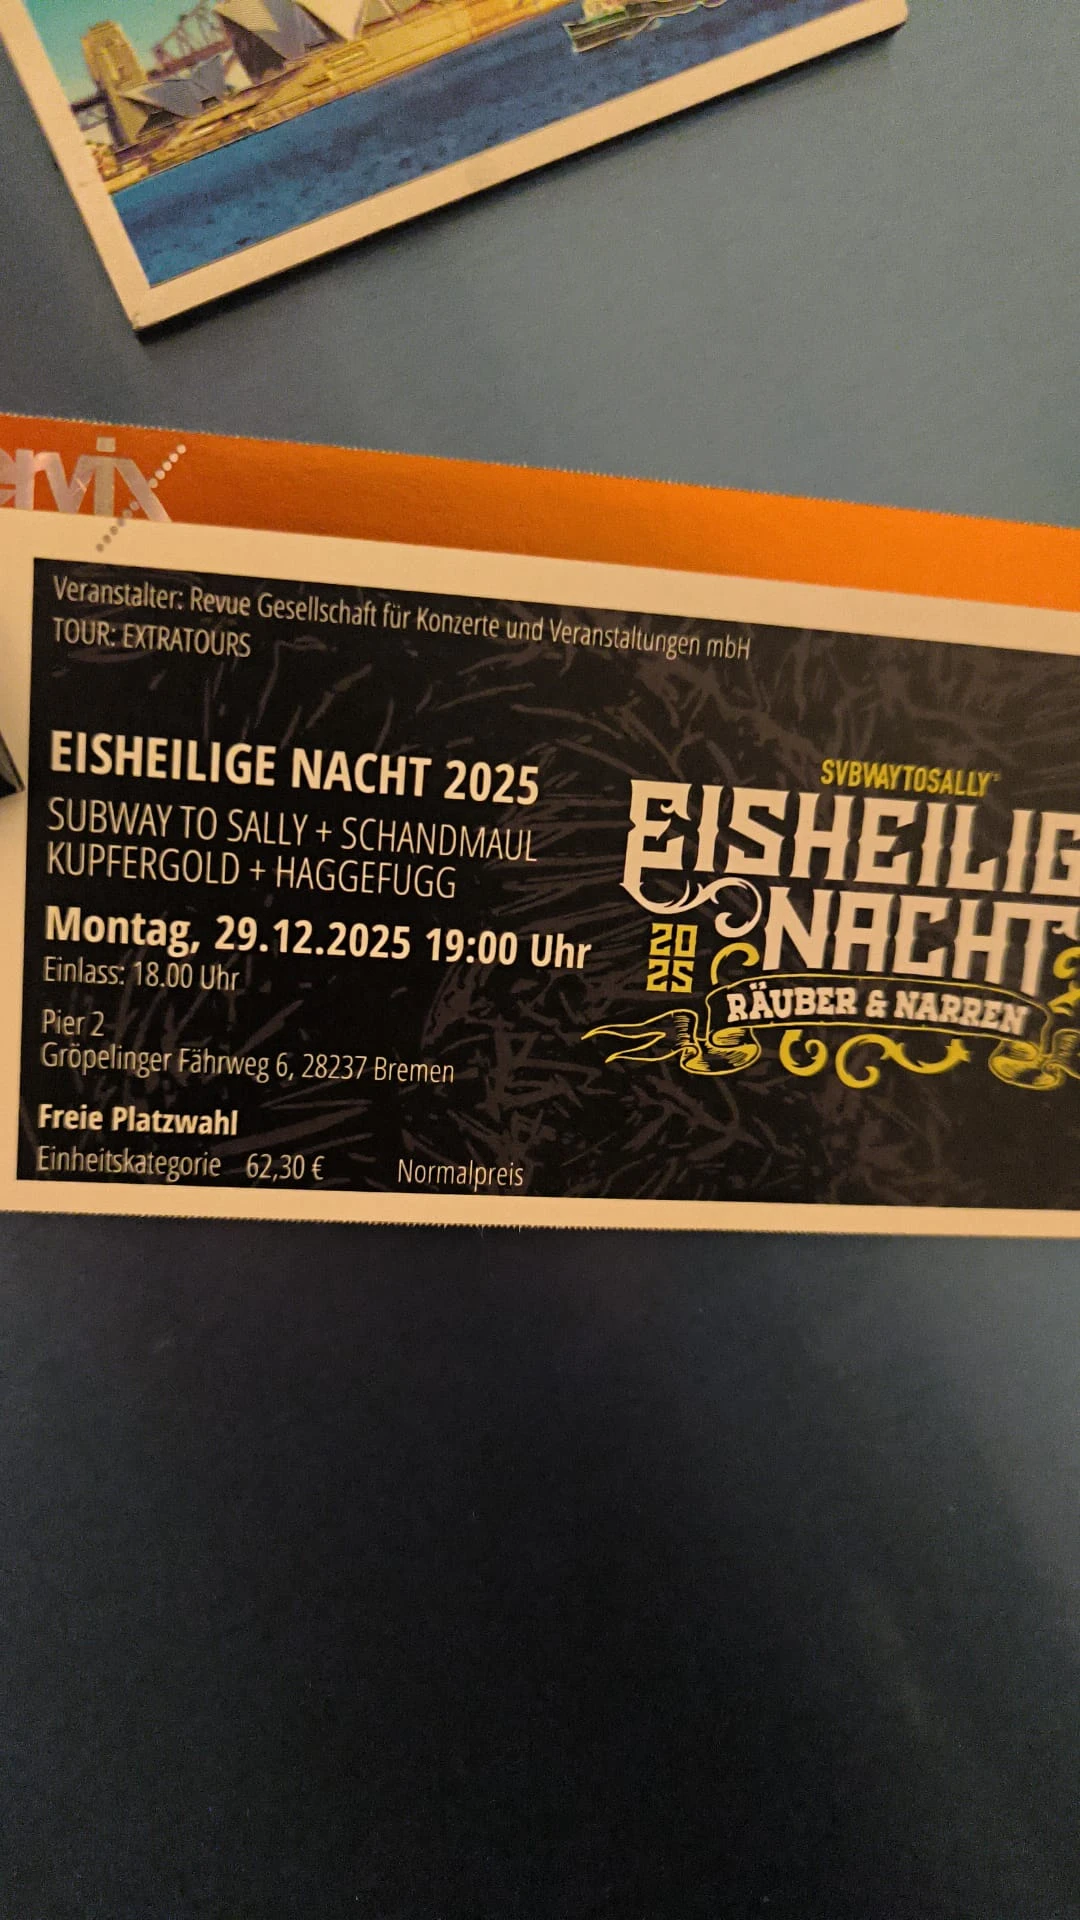 Veranstalter: Revue Gesellschaft für Konzerte und Veranstaltungen mbH
TOUR: EXTRATOURS
EISHEILIGE NACHT 2025
SUBWAY TO SALLY + SCHANDMAUL
KUPFERGOLD + HAGGEFUGG
Montag, 29.12.2025 19:00 Uhr
Einlass: 18.00 Uhr
Pier 2
Gröpelinger Fährweg 6, 28237 Bremen
Freie Platzwahl
Einheitskategorie 62,30 € Normalpreis
SVBWAYTOSALLY
EISHEILIG
NACHT
20
25
RÄUBER & NARREN